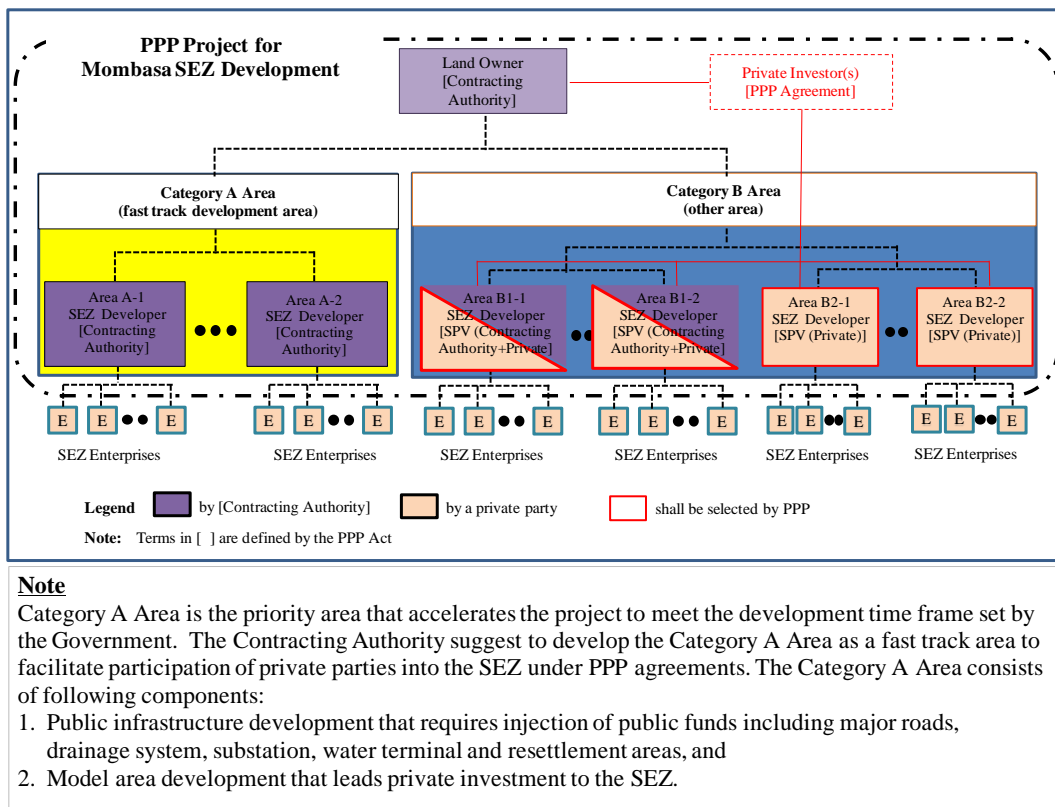 PPP Project for
Mombasa SEZ Development
Land Owner
[Contracting
Authority]
Private Investor(s)
[PPP Agreement]
Category A Area
(fast track development area)
Category B Area
(other area)
Area A-1
SEZ Developer
[Contracting
Authority]
Area A-2
SEZ Developer
[Contracting
Authority]
Area B1-1
SEZ Developer
[SPV (Contracting
Authority+Private]
Area B1-2
SEZ Developer
[SPV (Contracting
Authority+Private]
Area B2-1
SEZ Developer
[SPV (Private)]
Area B2-2
SEZ Developer
[SPV (Private)]
E E E E E E E E E E E E E E E E E E
SEZ Enterprises SEZ Enterprises SEZ Enterprises SEZ Enterprises SEZ Enterprises SEZ Enterprises
Legend by [Contracting Authority] by a private party shall be selected by PPP
Note: Terms in [ ] are defined by the PPP Act
Note
Category A Area is the priority area that accelerates the project to meet the development time frame set by
the Government. The Contracting Authority suggest to develop the Category A Area as a fast track area to
facilitate participation of private parties into the SEZ under PPP agreements. The Category A Area consists
of following components:
1. Public infrastructure development that requires injection of public funds including major roads,
drainage system, substation, water terminal and resettlement areas, and
2. Model area development that leads private investment to the SEZ.